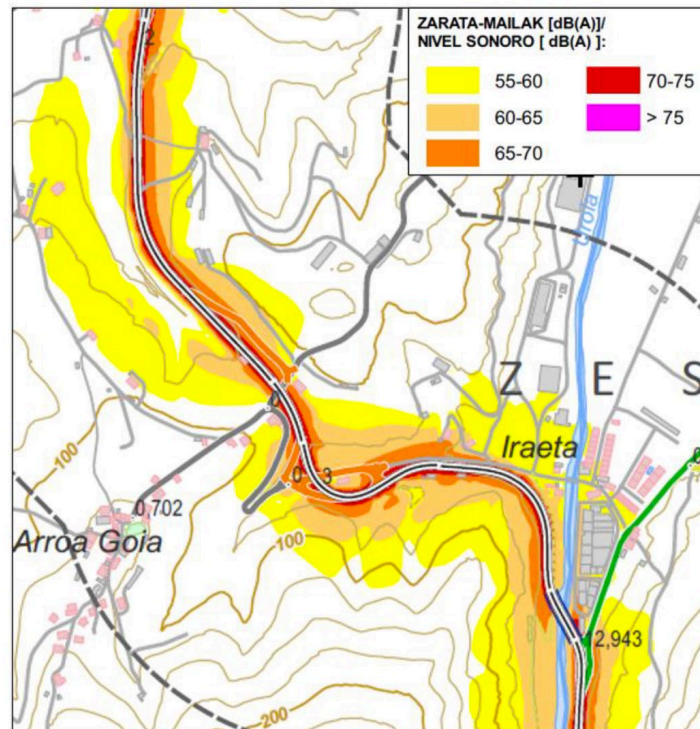 ZARATA-MAILAK [dB(A)]/
NIVEL SONORO [ dB(A) ]:
55-60
70-75
60-65
> 75
65-70
2
Urola
Z E S
Iraeta
100
0 3
0,702
Arroa Goia
100
12,943
200